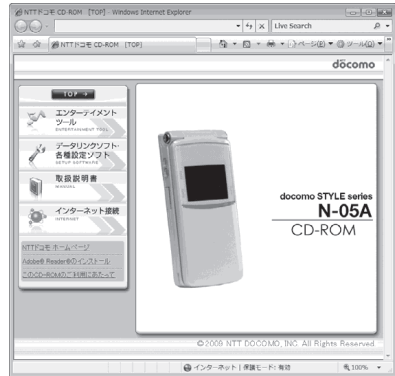 NTTドコモ CD-ROM [TOP] - Windows Internet Explorer
Live Search
NTTドコモ CD-ROM [TOP]
ページ(P)
ツール(O)
döcomo
TOP
エンターテイメント
ツール
ENTERTAINMENT TOOL
データリンクソフト・
各種設定ソフト
SETUP SOFTWARE
取扱説明書
MANUAL
インターネット接続
INTERNET
NTTドコモ ホームページ
Adobe® Reader®のインストール
このCD-ROMのご利用にあたって
docomo STYLE series
N-05A
CD-ROM
©2009 NTT DOCOMO, INC. All Rights Reserved.
インターネット | 保護モード: 有効
100%